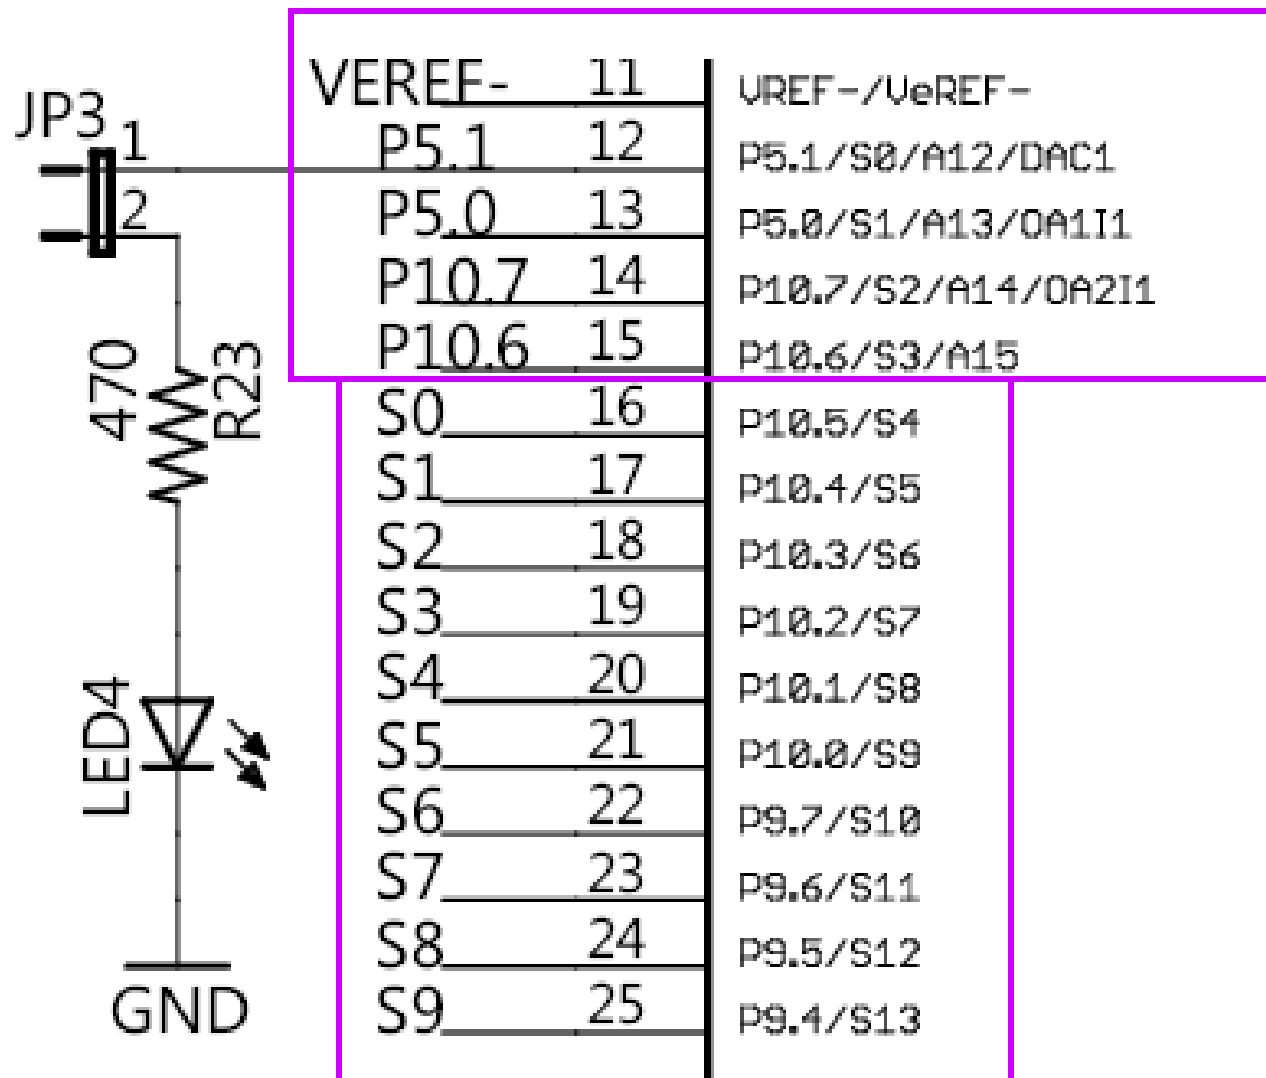 VEREF- 11 VREF-/VeREF-
JP3 1 P5.1 12 P5.1/S0/A12/DAC1
2 P5.0 13 P5.0/S1/A13/OA1I1
P10.7 14 P10.7/S2/A14/OA2I1
470 R23 P10.6 15 P10.6/S3/A15
S0 16 P10.5/S4
S1 17 P10.4/S5
S2 18 P10.3/S6
S3 19 P10.2/S7
S4 20 P10.1/S8
LED4 S5 21 P10.0/S9
S6 22 P9.7/S10
S7 23 P9.6/S11
S8 24 P9.5/S12
GND S9 25 P9.4/S13